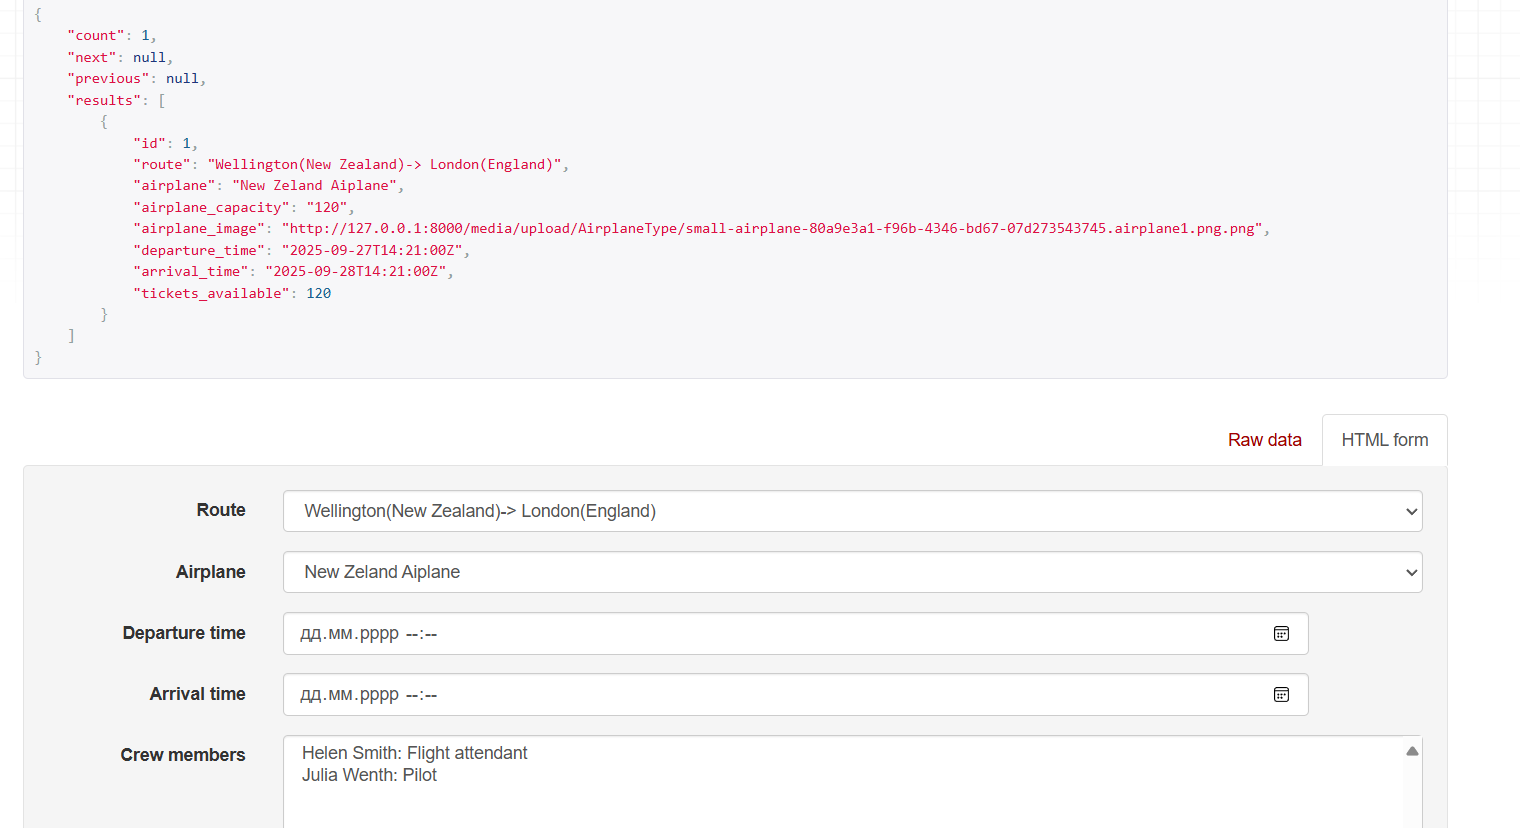 {
    "count": 1,
    "next": null,
    "previous": null,
    "results": [
        {
            "id": 1,
            "route": "Wellington(New Zealand)-> London(England)",
            "airplane": "New Zeland Aiplane",
            "airplane_capacity": "120",
            "airplane_image": "http://127.0.0.1:8000/media/upload/AirplaneType/small-airplane-80a9e3a1-f96b-4346-bd67-07d273543745.airplane1.png.png",
            "departure_time": "2025-09-27T14:21:00Z",
            "arrival_time": "2025-09-28T14:21:00Z",
            "tickets_available": 120
        }
    ]
}
Raw data HTML form
Route Wellington(New Zealand)-> London(England)
Airplane New Zeland Aiplane
Departure time дд.мм.рррр --:--
Arrival time дд.мм.рррр --:--
Crew members Helen Smith: Flight attendant
Julia Wenth: Pilot